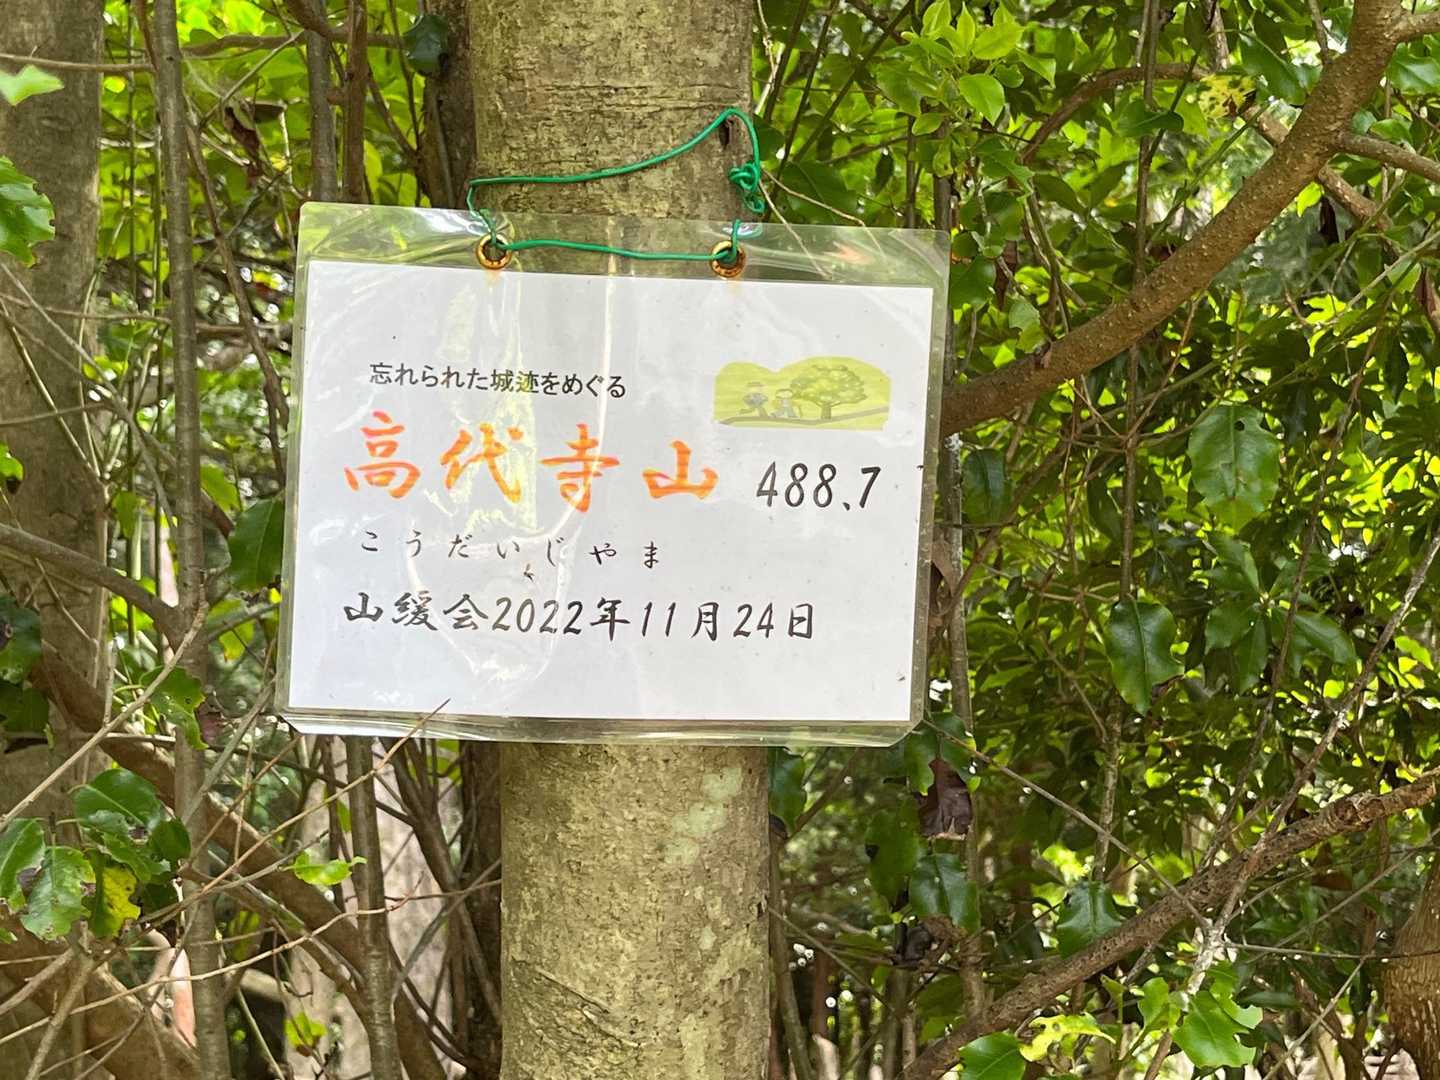 忘れられた城迹をめぐる
高代寺山 488.7
こうだいじやま
山緩会2022年11月24日